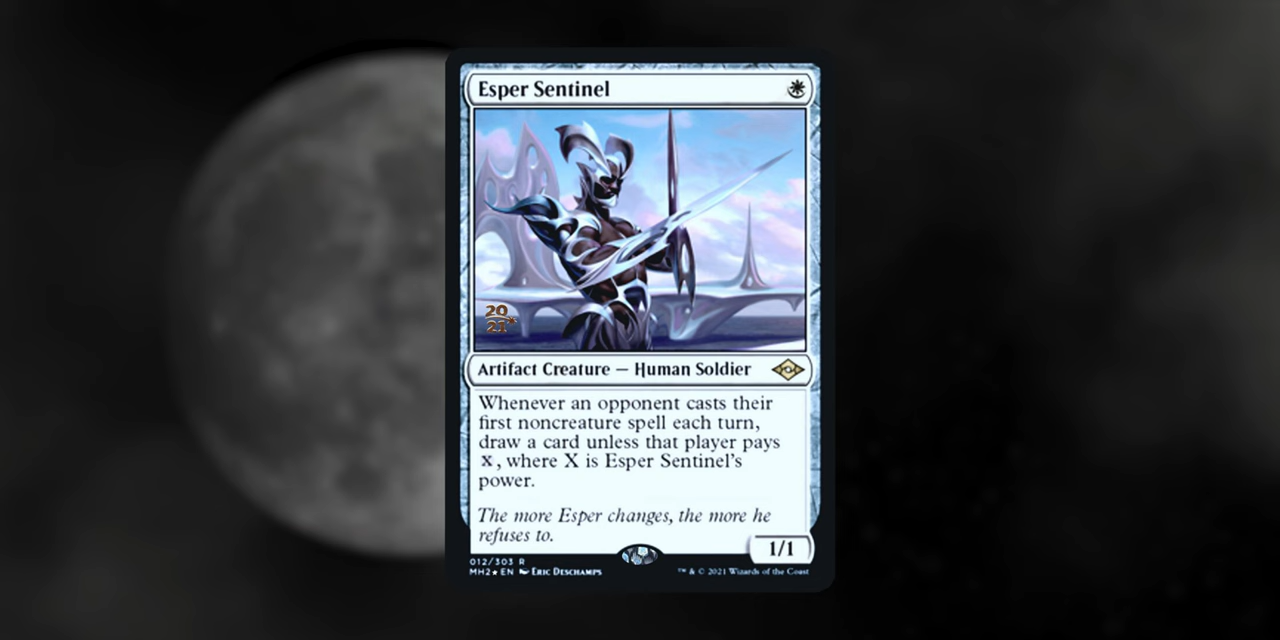 Esper Sentinel
20
21
Artifact Creature — Human Soldier
Whenever an opponent casts their
first noncreature spell each turn,
draw a card unless that player pays
X, where X is Esper Sentinel's
power.
The more Esper changes, the more he
refuses to.
1/1
012/303 R
MH2★EN Eric Deschamps
™ & © 2021 Wizards of the Coast